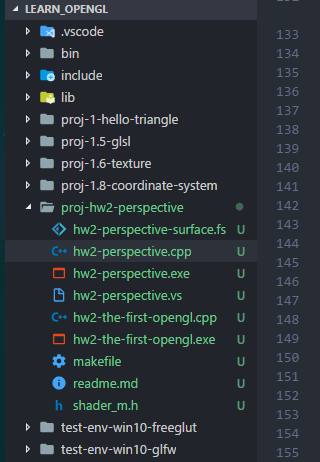 LEARN_OPENGL
.vscode
bin
include
lib
proj-1-hello-triangle
proj-1.5-glsl
proj-1.6-texture
proj-1.8-coordinate-system
proj-hw2-perspective
hw2-perspective-surface.fs U
hw2-perspective.cpp U
hw2-perspective.exe U
hw2-perspective.vs U
hw2-the-first-opengl.cpp U
hw2-the-first-opengl.exe U
makefile U
readme.md U
shader_m.h U
test-env-win10-freeglut
test-env-win10-glfw
133
134
135
136
137
138
139
140
141
142
143
144
145
146
147
148
149
150
151
152
153
154
155